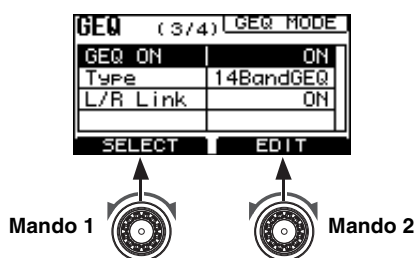 GEQ (3/4) GEQ MODE
GEQ ON ON
Type 14BandGEQ
L/R Link ON
SELECT EDIT
Mando 1 Mando 2